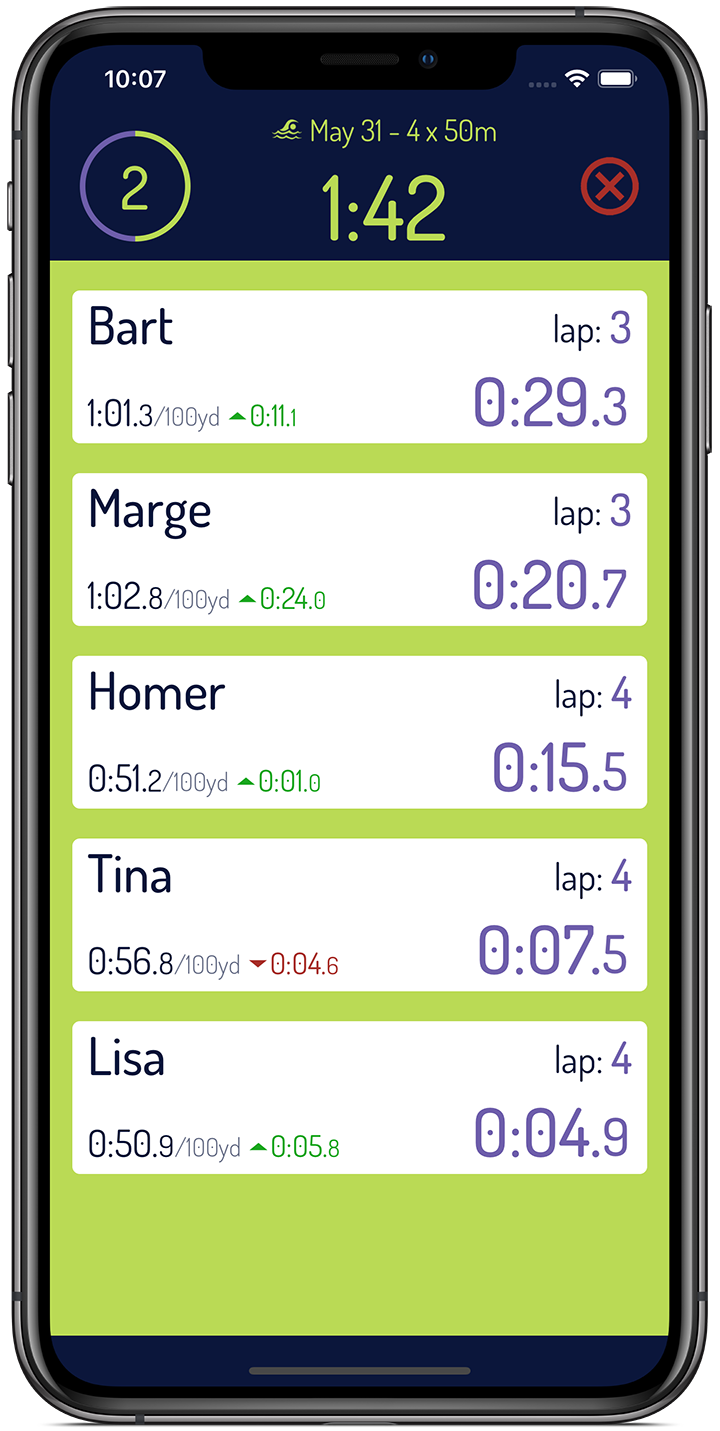 10:07
May 31 - 4 x 50m
2
1:42
Bart
lap: 3
1:01.3/100yd 0:11.1
0:29.3
Marge
lap: 3
1:02.8/100yd 0:24.0
0:20.7
Homer
lap: 4
0:51.2/100yd 0:01.0
0:15.5
Tina
lap: 4
0:56.8/100yd 0:04.6
0:07.5
Lisa
lap: 4
0:50.9/100yd 0:05.8
0:04.9